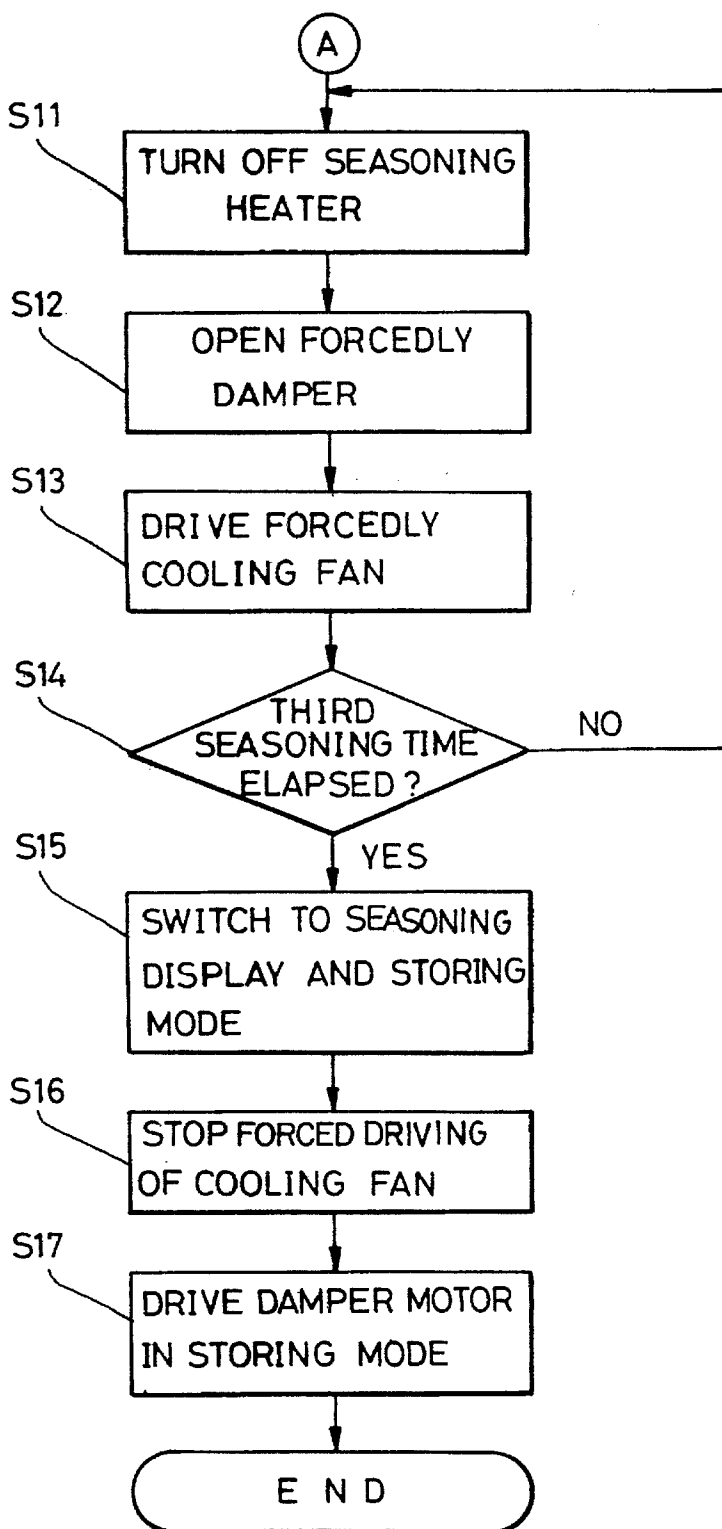 A
S11
TURN OFF SEASONING
HEATER
S12
OPEN FORCEDLY
DAMPER
S13
DRIVE FORCEDLY
COOLING FAN
S14
THIRD
SEASONING TIME
ELAPSED?
NO
YES
S15
SWITCH TO SEASONING
DISPLAY AND STORING
MODE
S16
STOP FORCED DRIVING
OF COOLING FAN
S17
DRIVE DAMPER MOTOR
IN STORING MODE
END